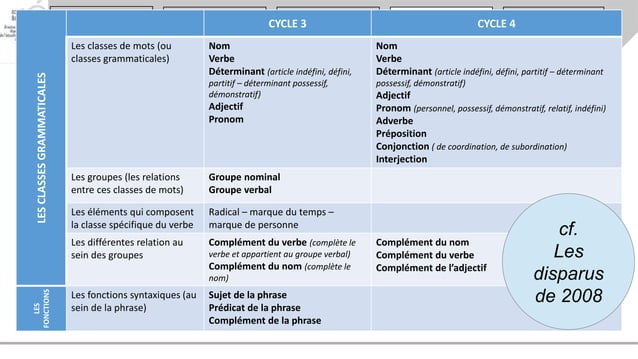 CYCLE 3
CYCLE 4
LES CLASSES GRAMMATICALES
Les classes de mots (ou
classes grammaticales)
Nom
Verbe
Déterminant (article indéfini, défini,
partitif – déterminant possessif,
démonstratif)
Adjectif
Pronom
Nom
Verbe
Déterminant (article indéfini, défini, partitif – déterminant
possessif, démonstratif)
Adjectif
Pronom (personnel, possessif, démonstratif, relatif, indéfini)
Adverbe
Préposition
Conjonction ( de coordination, de subordination)
Interjection
Les groupes (les relations
entre ces classes de mots)
Groupe nominal
Groupe verbal
Les éléments qui composent
la classe spécifique du verbe
Radical – marque du temps –
marque de personne
Les différentes relation au
sein des groupes
Complément du verbe (complète le
verbe et appartient au groupe verbal)
Complément du nom (complète le
nom)
Complément du nom
Complément du verbe
Complément de l'adjectif
LES
FONCTIONS
Les fonctions syntaxiques (au
sein de la phrase)
Sujet de la phrase
Prédicat de la phrase
Complément de la phrase
cf.
Les
disparus
de 2008